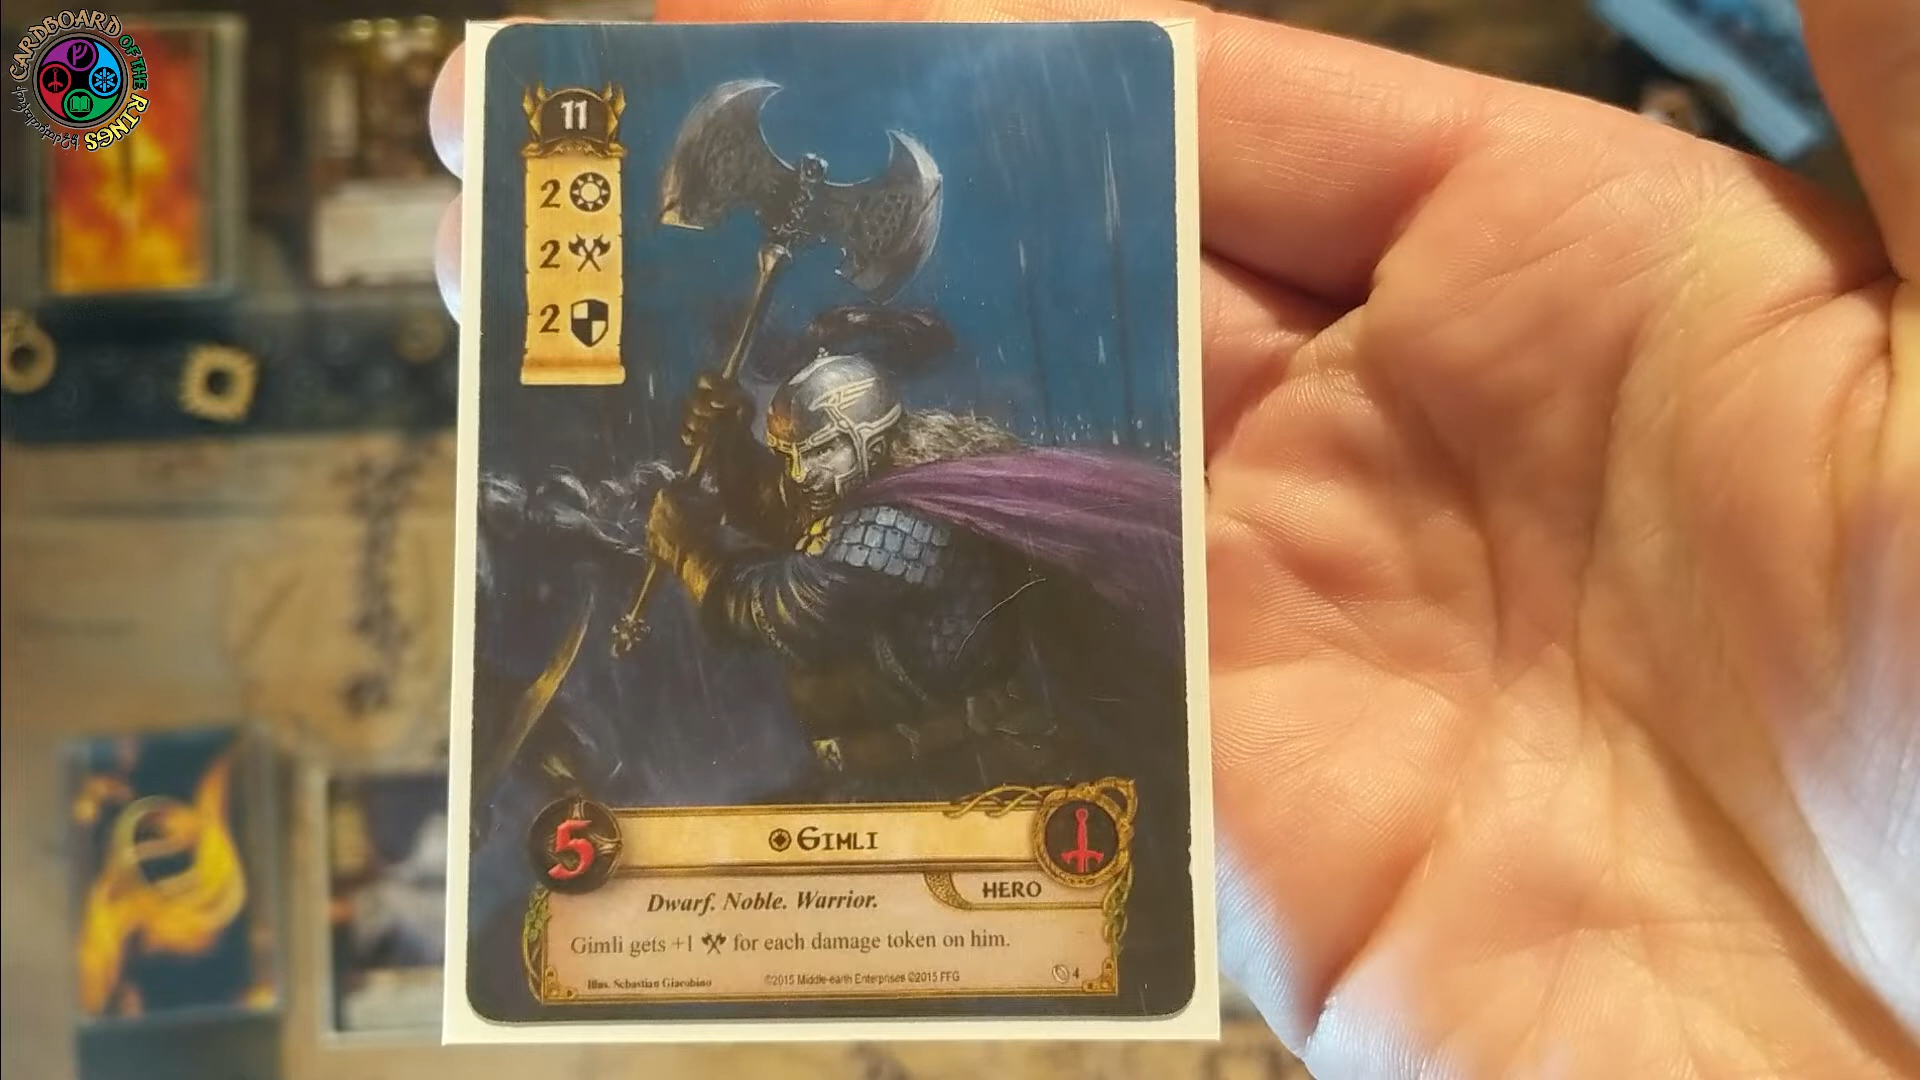 CARDBOARD OF THE RINGS
11
2
2
2
5
GIMLI
HERO
Dwarf. Noble. Warrior.
Gimli gets +1 for each damage token on him.
Illus. Sebastian Giacobino
©2015 Middle-earth Enterprises ©2015 FFG
4